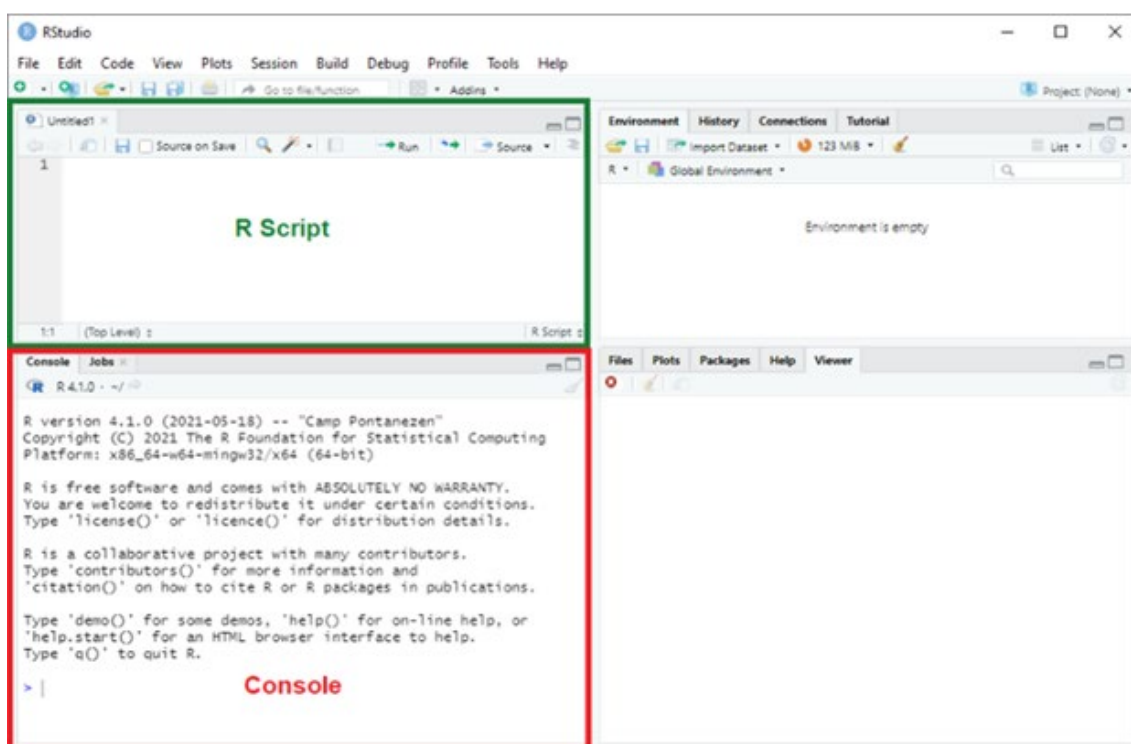 RStudio
File Edit Code View Plots Session Build Debug Profile Tools Help
Go to file/function Addins Project: (None)
Untitled1
Source on Save Run Source
1
R Script
1:1 (Top Level) R Script
Console Jobs
R 4.1.0 · ~/
R version 4.1.0 (2021-05-18) -- "Camp Pontanezen"
Copyright (C) 2021 The R Foundation for Statistical Computing
Platform: x86_64-w64-mingw32/x64 (64-bit)
R is free software and comes with ABSOLUTELY NO WARRANTY.
You are welcome to redistribute it under certain conditions.
Type 'license()' or 'licence()' for distribution details.
R is a collaborative project with many contributors.
Type 'contributors()' for more information and
'citation()' on how to cite R or R packages in publications.
Type 'demo()' for some demos, 'help()' for on-line help, or
'help.start()' for an HTML browser interface to help.
Type 'q()' to quit R.
>
Console
Environment History Connections Tutorial
Import Dataset 123 MiB List
R Global Environment
Environment is empty
Files Plots Packages Help Viewer